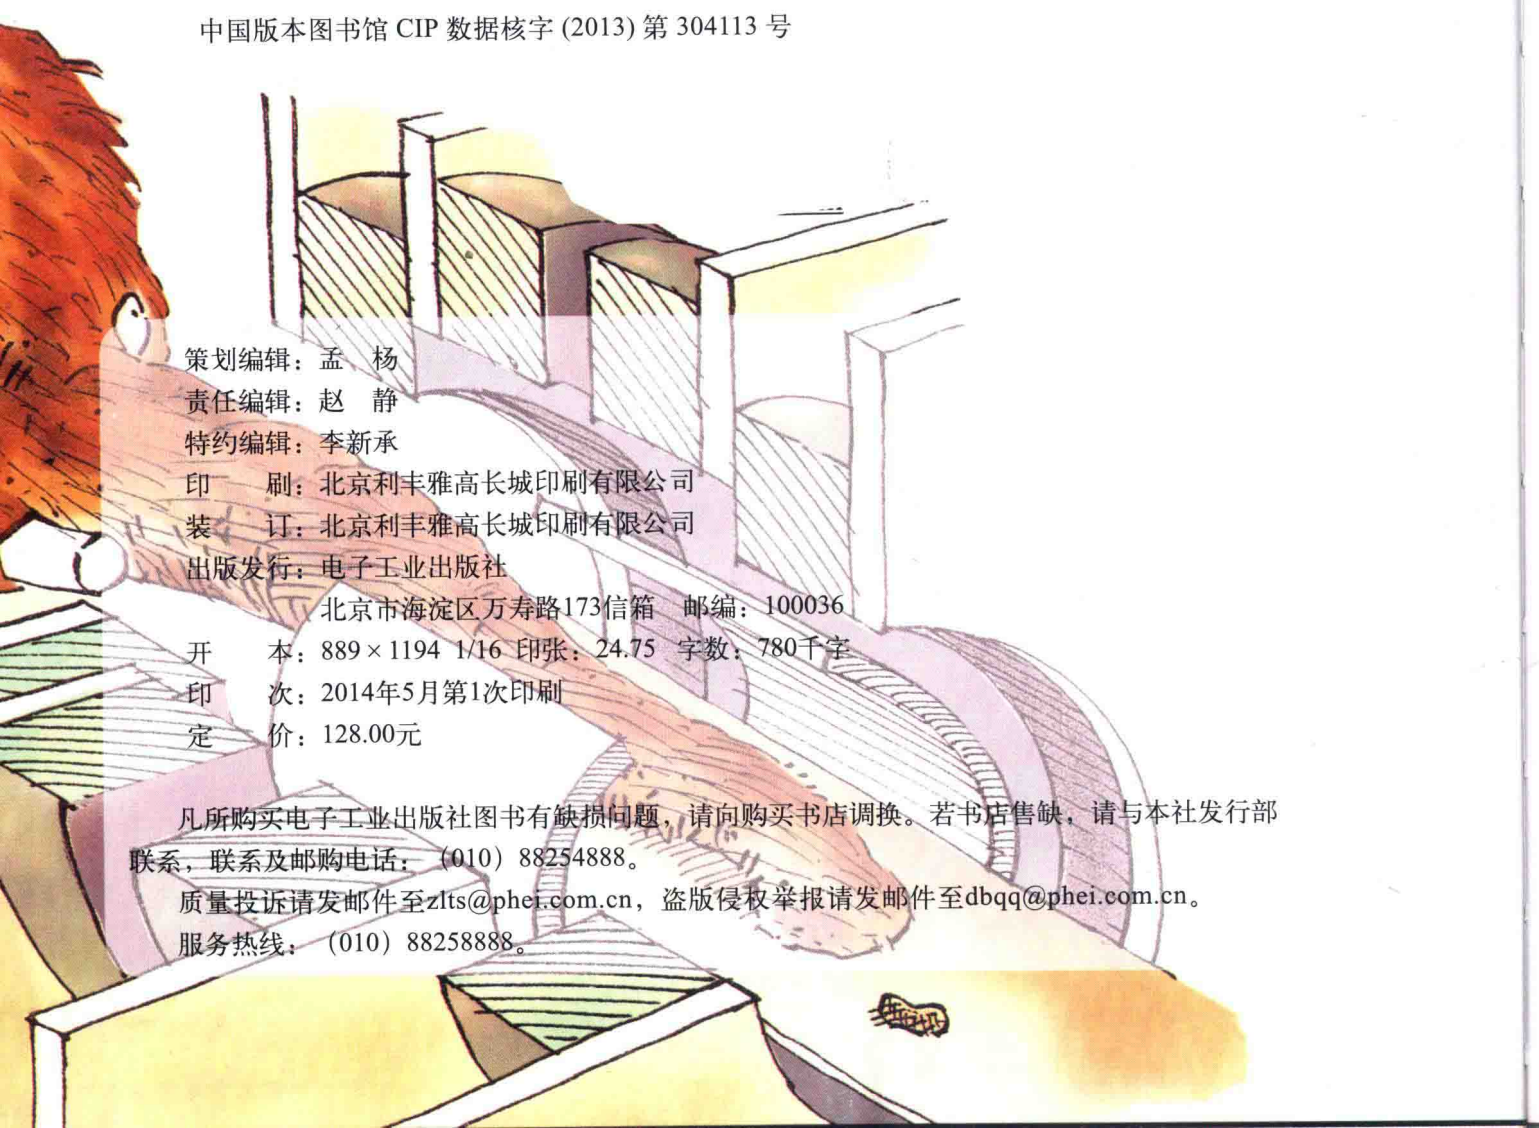 中国版本图书馆 CIP 数据核字 (2013) 第 304113 号
策划编辑：孟　杨
责任编辑：赵　静
特约编辑：李新承
印　　刷：北京利丰雅高长城印刷有限公司
装　　订：北京利丰雅高长城印刷有限公司
出版发行：电子工业出版社
北京市海淀区万寿路173信箱　邮编：100036
开　　本：889×1194 1/16 印张：24.75 字数：780千字
印　　次：2014年5月第1次印刷
定　　价：128.00元
凡所购买电子工业出版社图书有缺损问题，请向购买书店调换。若书店售缺，请与本社发行部
联系，联系及邮购电话：（010）88254888。
质量投诉请发邮件至zlts@phei.com.cn，盗版侵权举报请发邮件至dbqq@phei.com.cn。
服务热线：（010）88258888。